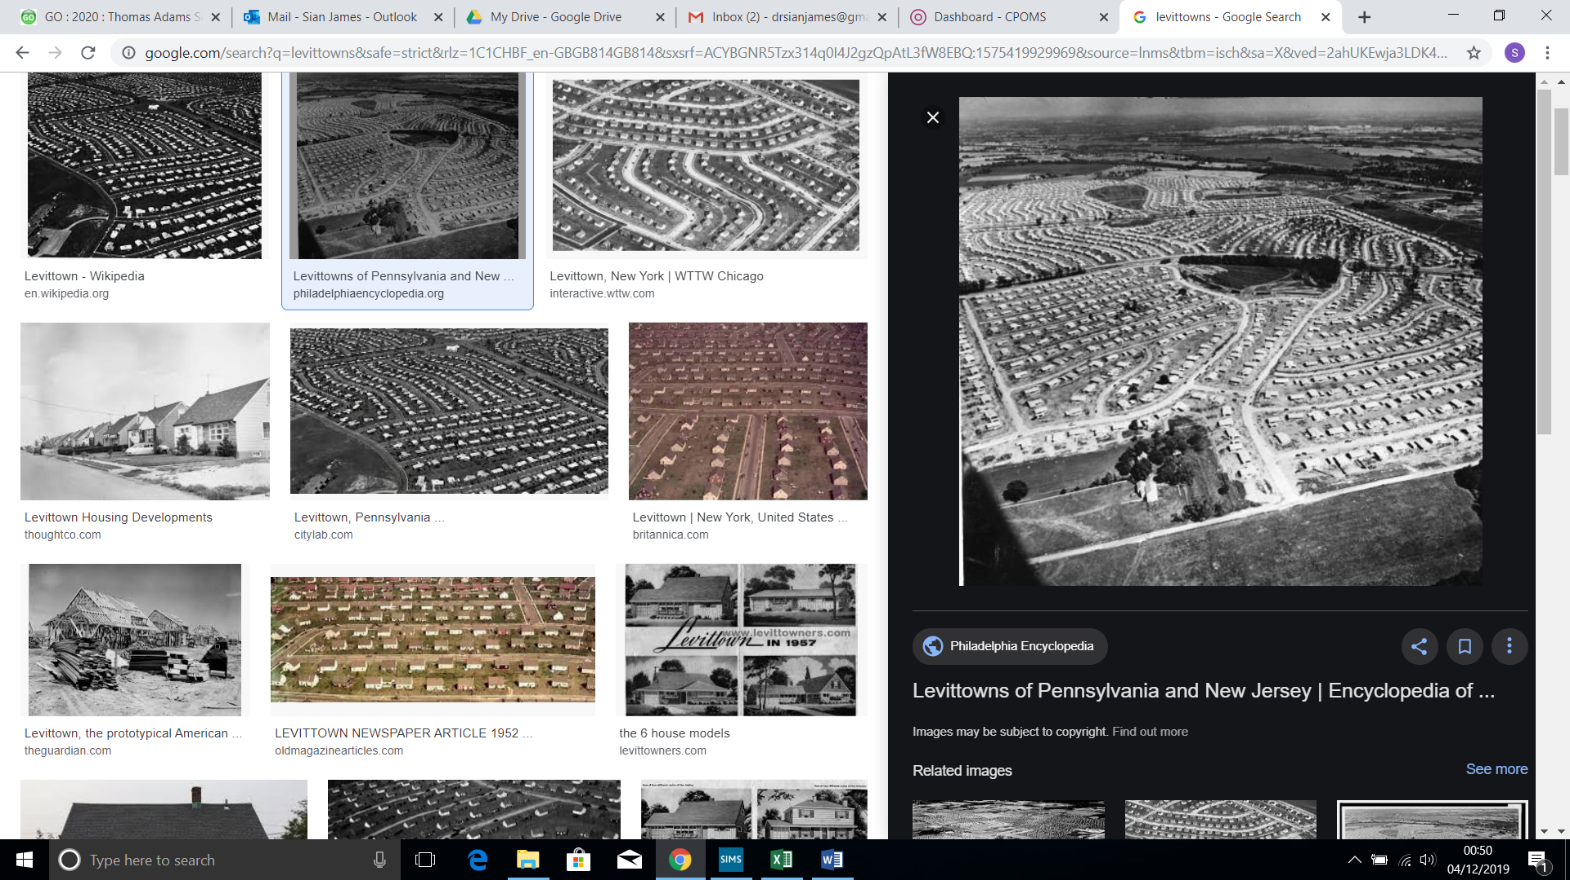 GO : 2020 : Thomas Adams S
Mail - Sian James - Outlook
My Drive - Google Drive
Inbox (2) - drsianjames@gm
Dashboard - CPOMS
levittowns - Google Search
google.com/search?q=levittowns&safe=strict&rlz=1C1CHBF_en-GBGB814GB814&sxsrf=ACYBGNR5Tzx314q0I4J2gzQpAtL3fW8EBQ:1575419929969&source=lnms&tbm=isch&sa=X&ved=2ahUKEwja3LDK4...
S
Levittown - Wikipedia
en.wikipedia.org
Levittowns of Pennsylvania and New ...
philadelphiaencyclopedia.org
Levittown, New York | WTTW Chicago
interactive.wttw.com
Levittown Housing Developments
thoughtco.com
Levittown, Pennsylvania ...
citylab.com
Levittown | New York, United States ...
britannica.com
www.levittowners.com
Levittown IN 1957
Levittown, the prototypical American ...
theguardian.com
LEVITTOWN NEWSPAPER ARTICLE 1952 ...
oldmagazinearticles.com
the 6 house models
levittowners.com
Philadelphia Encyclopedia
Levittowns of Pennsylvania and New Jersey | Encyclopedia of ...
Images may be subject to copyright. Find out more
Related images
See more
Type here to search
SIMS
00:50
04/12/2019
1